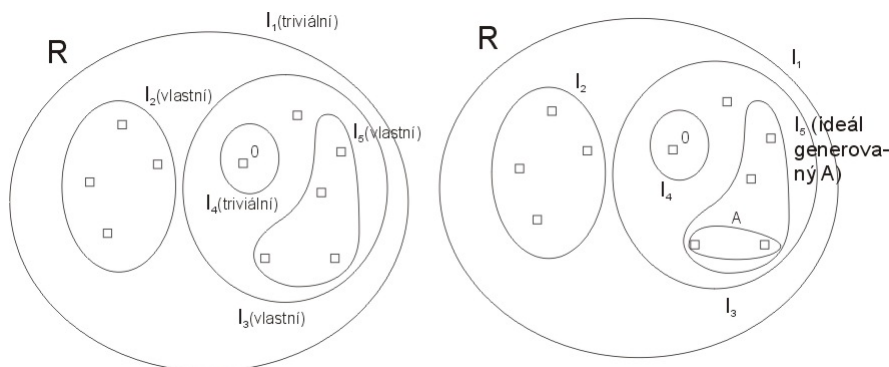 I₁(triviální)
R
I₂(vlastní)
0
I₅(vlastní)
I₄(triviální)
I₃(vlastní)
R
I₁
I₂
0
I₅ (ideál
generova-
ný A)
I₄
A
I₃